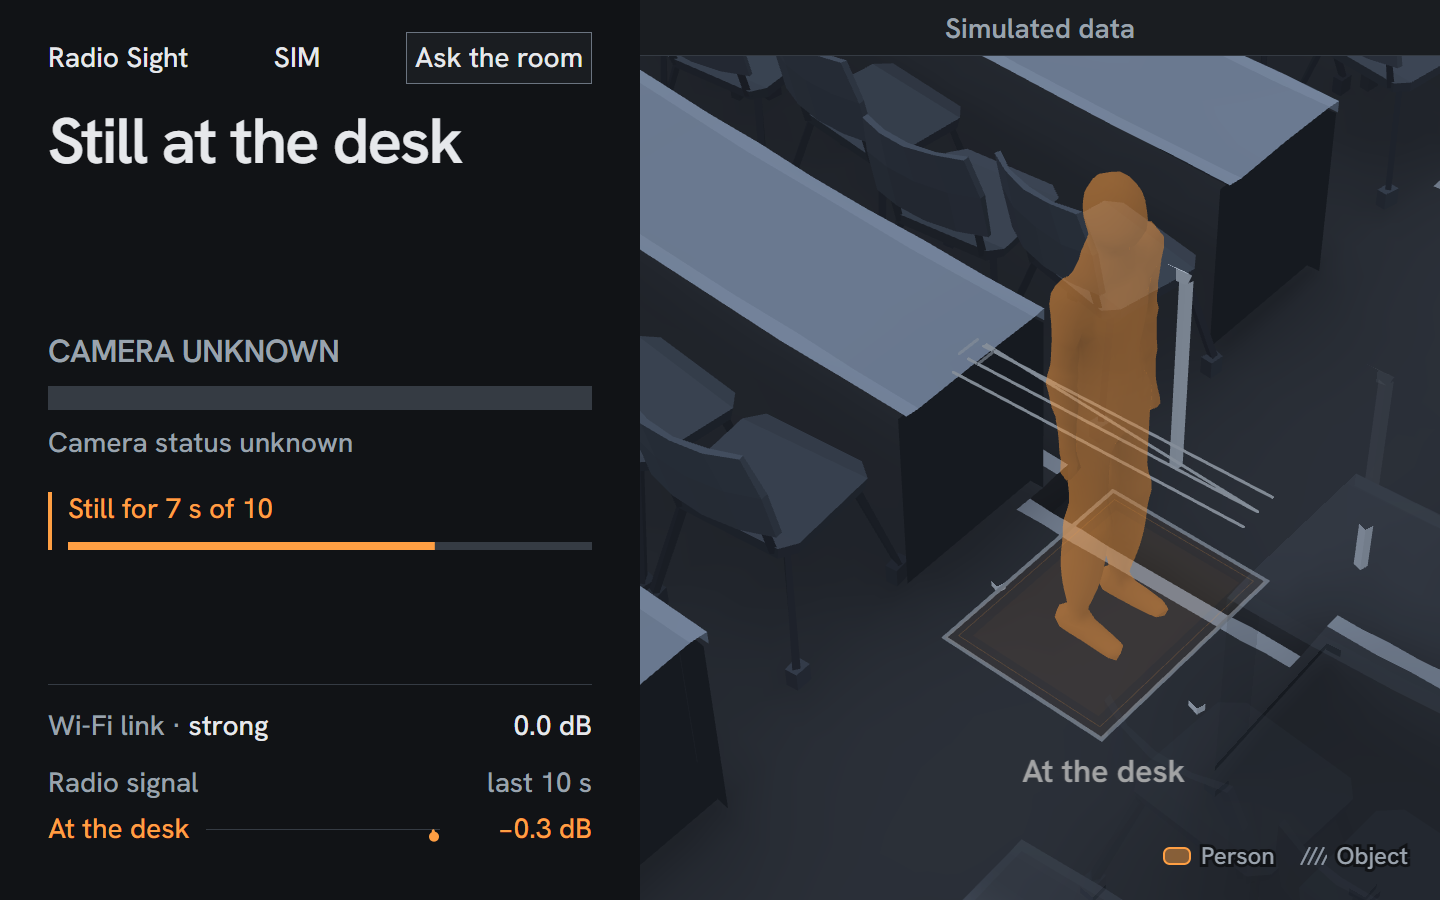 Radio Sight
SIM
Ask the room
Still at the desk
CAMERA UNKNOWN
Camera status unknown
Still for 7 s of 10
Wi-Fi link · strong
0.0 dB
Radio signal
last 10 s
At the desk
−0.3 dB
Simulated data
At the desk
Person
Object